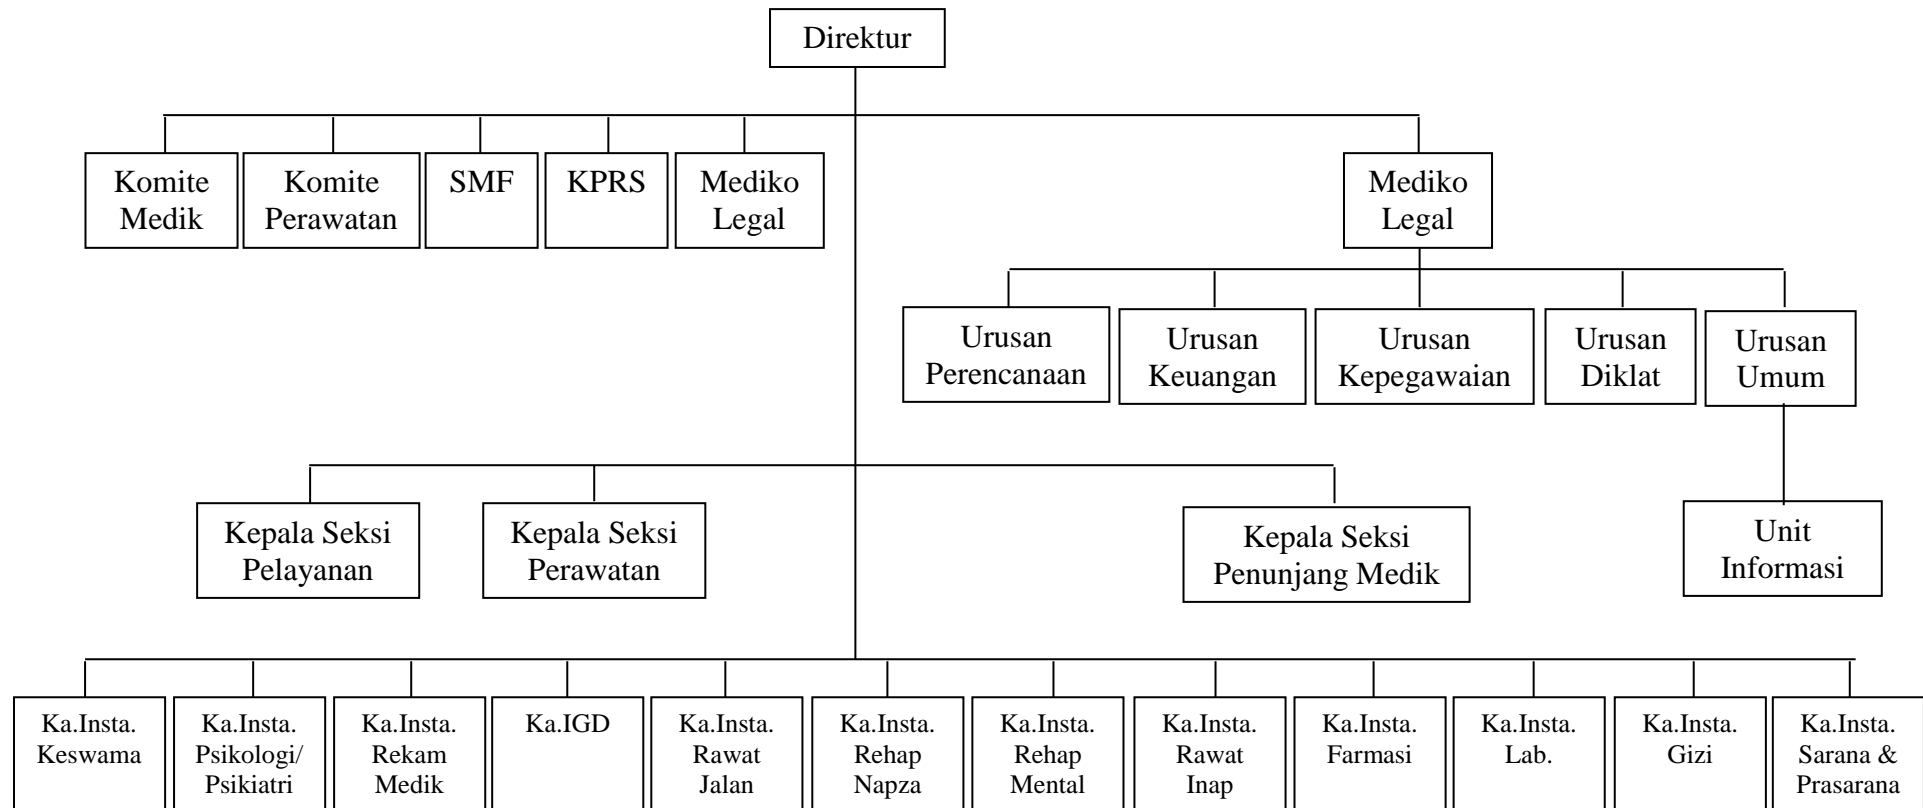 Direktur
Komite
Medik
Komite
Perawatan
SMF
KPRS
Mediko
Legal
Mediko
Legal
Urusan
Perencanaan
Urusan
Keuangan
Urusan
Kepegawaian
Urusan
Diklat
Urusan
Umum
Kepala Seksi
Pelayanan
Kepala Seksi
Perawatan
Kepala Seksi
Penunjang Medik
Unit
Informasi
Ka.Insta.
Keswama
Ka.Insta.
Psikologi/
Psikiatri
Ka.Insta.
Rekam
Medik
Ka.IGD
Ka.Insta.
Rawat
Jalan
Ka.Insta.
Rehap
Napza
Ka.Insta.
Rehap
Mental
Ka.Insta.
Rawat
Inap
Ka.Insta.
Farmasi
Ka.Insta.
Lab.
Ka.Insta.
Gizi
Ka.Insta.
Sarana &
Prasarana